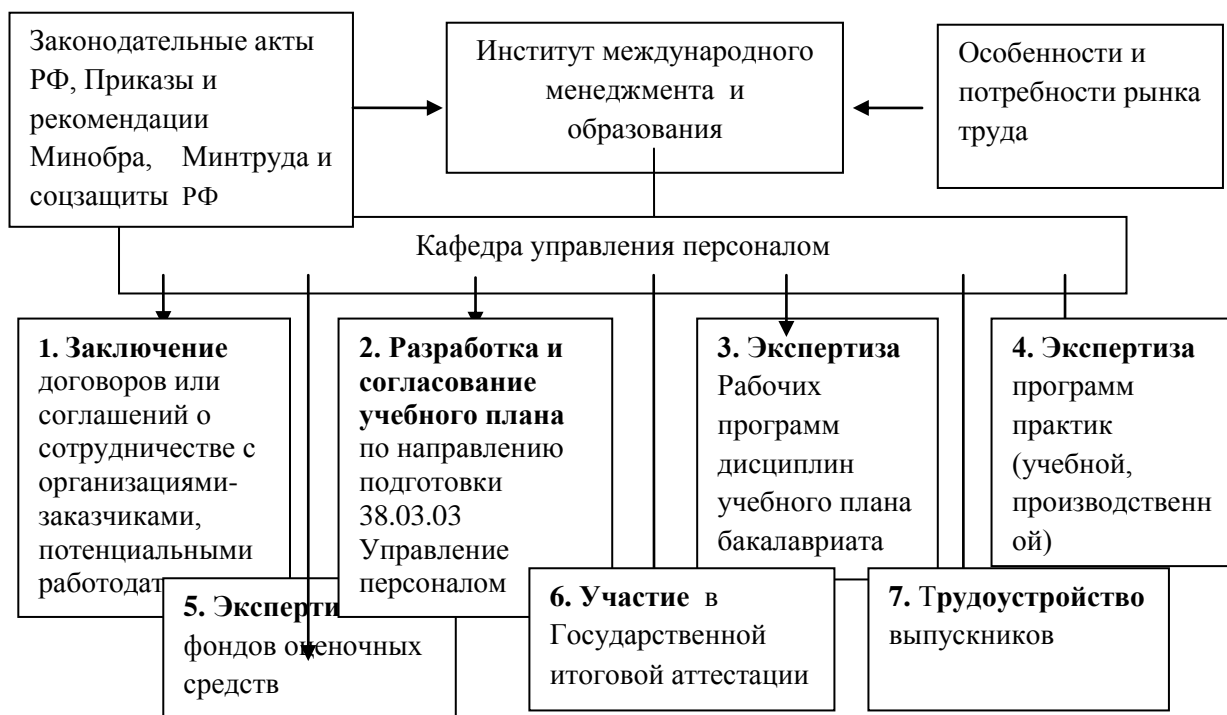 Законодательные акты
РФ, Приказы и
рекомендации
Минобра, Минтруда и
соцзащиты РФ
Институт международного
менеджмента и
образования
Особенности и
потребности рынка
труда
Кафедра управления персоналом
1. Заключение
договоров или
соглашений о
сотрудничестве с
организациями-
заказчиками,
потенциальными
работодат
2. Разработка и
согласование
учебного плана
по направлению
подготовки
38.03.03
Управление
персоналом
3. Экспертиза
Рабочих
программ
дисциплин
учебного плана
бакалавриата
4. Экспертиза
программ
практик
(учебной,
производственн
ой)
5. Эксперти
фондов оценочных
средств
6. Участие в
Государственной
итоговой аттестации
7. Трудоустройство
выпускников